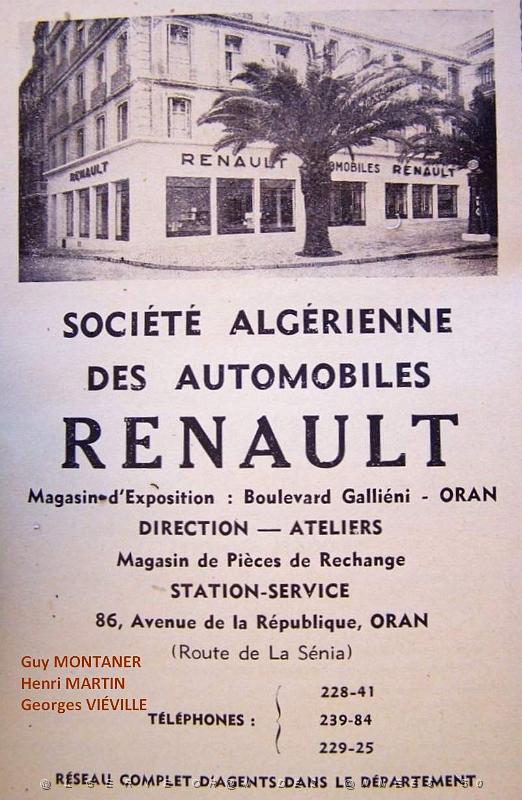 RENAULT
RENAULT
OMOBILES RENAULT
SOCIÉTÉ ALGÉRIENNE
DES AUTOMOBILES
RENAULT
Magasin d'Exposition : Boulevard Galliéni - ORAN
DIRECTION — ATELIERS
Magasin de Pièces de Rechange
STATION-SERVICE
86, Avenue de la République, ORAN
(Route de La Sénia)
Guy MONTANER
Henri MARTIN
Georges VIÉVILLE
TÉLÉPHONES :
228-41
239-84
229-25
RÉSEAU COMPLET D'AGENTS DANS LE DÉPARTEMENT